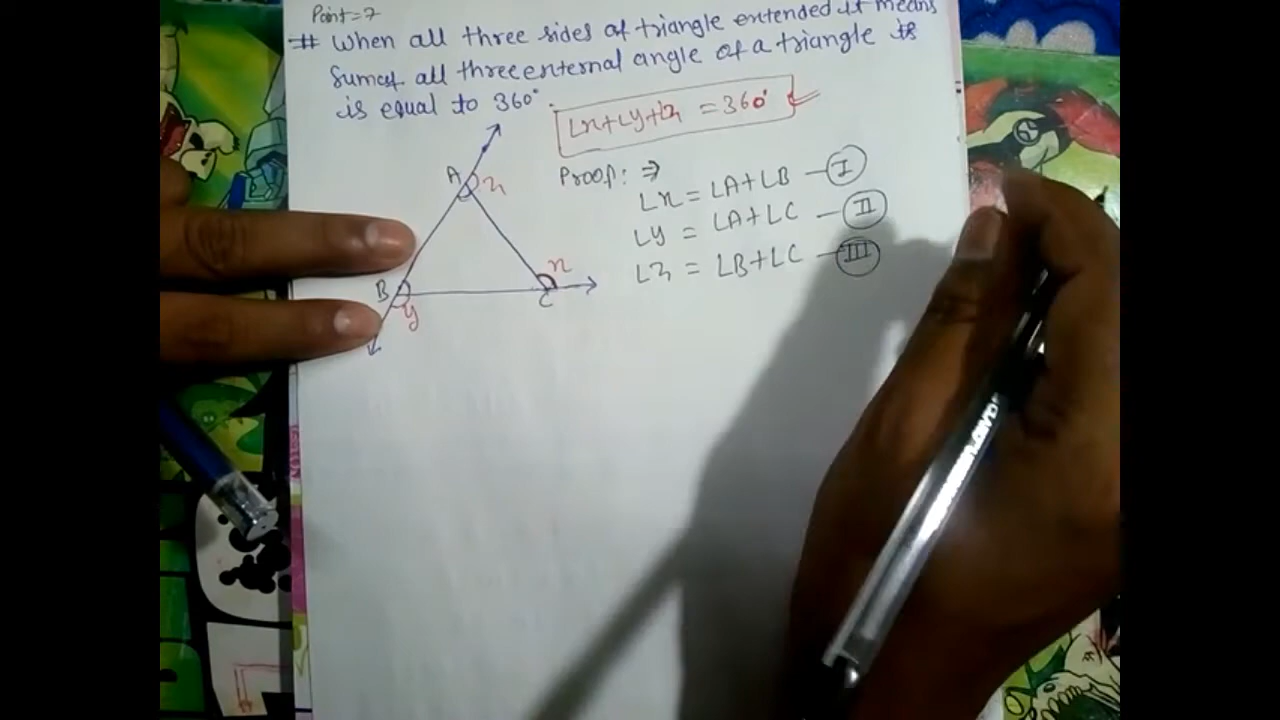 Point=7
# When all three sides of triangle extended it means
Sum of all three enternal angle of a triangle is
is equal to 360°.
∠x+∠y+∠z = 360°
Proof: ⇒
∠x = ∠A+∠B — I
∠y = ∠A+∠C — II
∠z = ∠B+∠C — III
A
z
B
y
x
C